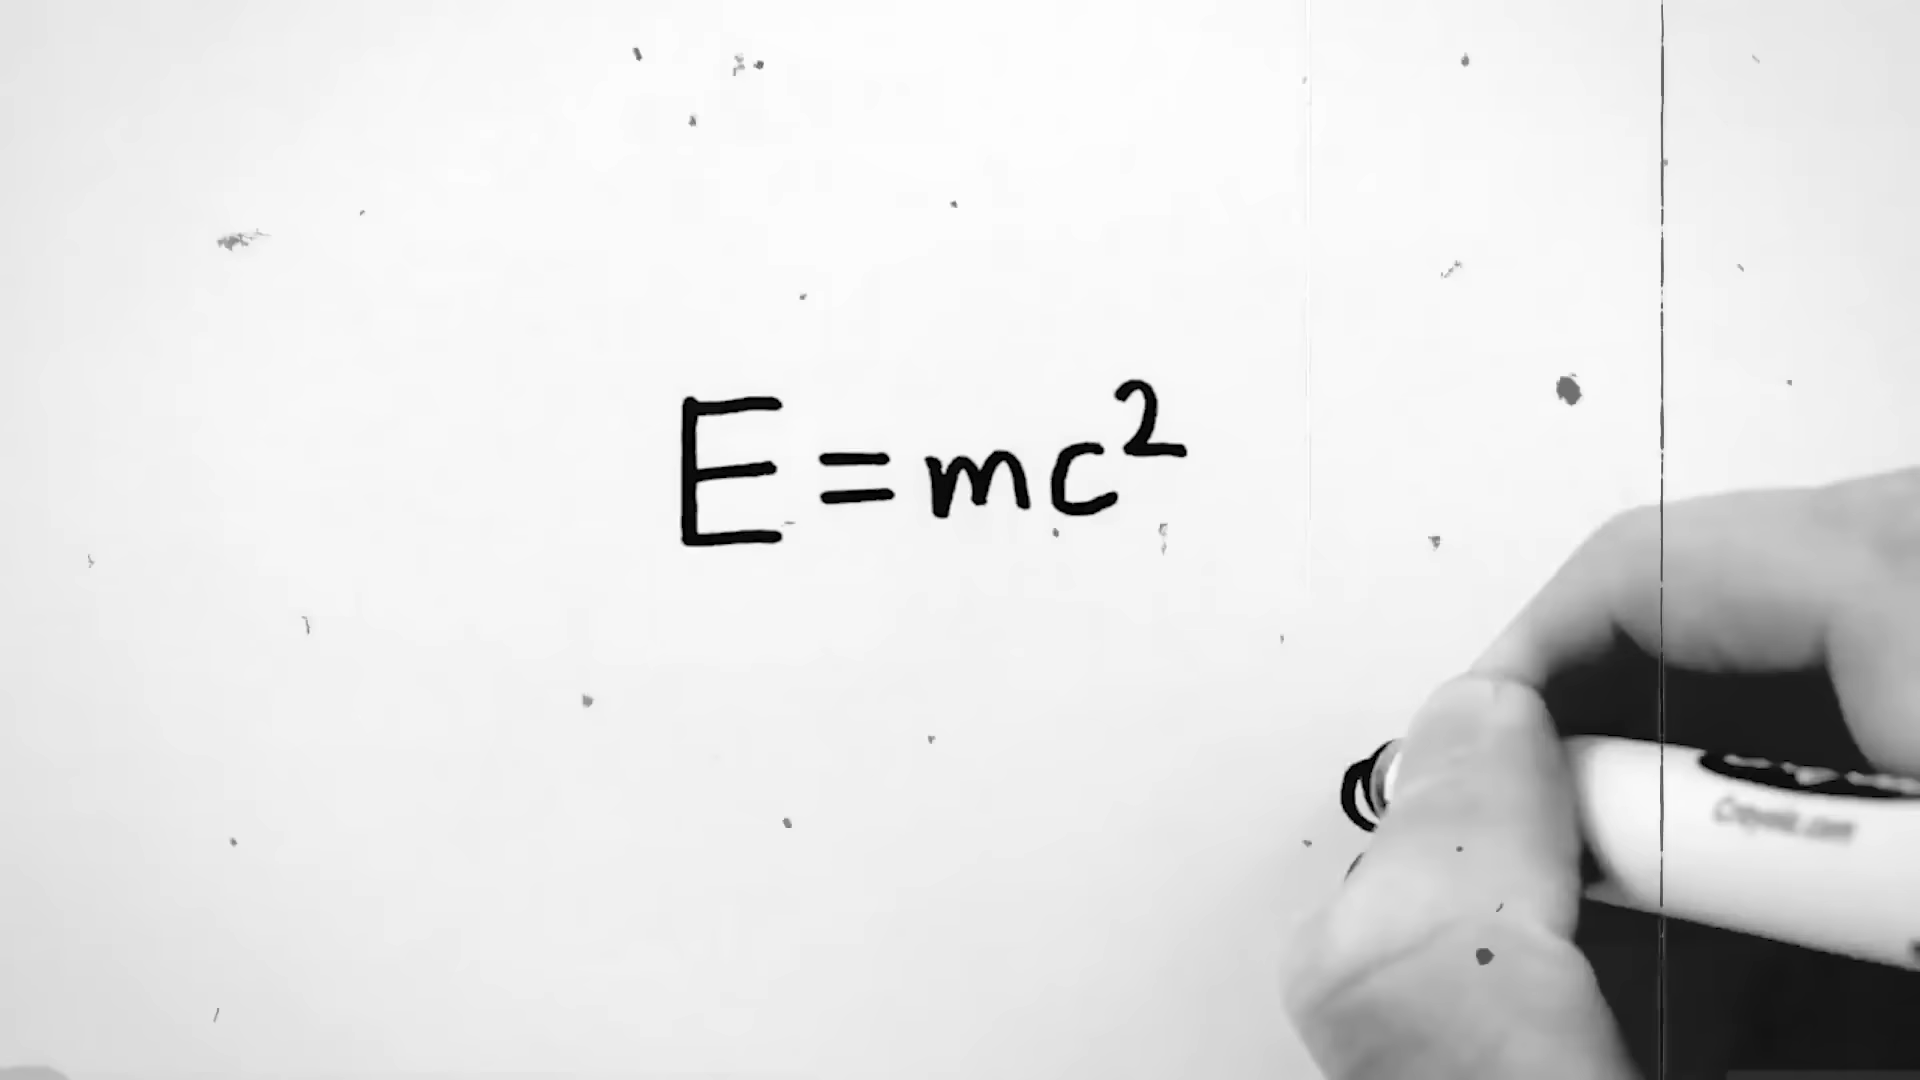 E = mc²